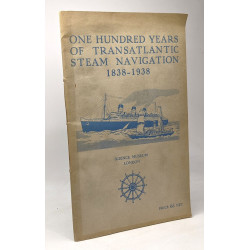 ONE HUNDRED YEARS
OF TRANSATLANTIC
STEAM NAVIGATION
1838-1938
SCIENCE MUSEUM
LONDON